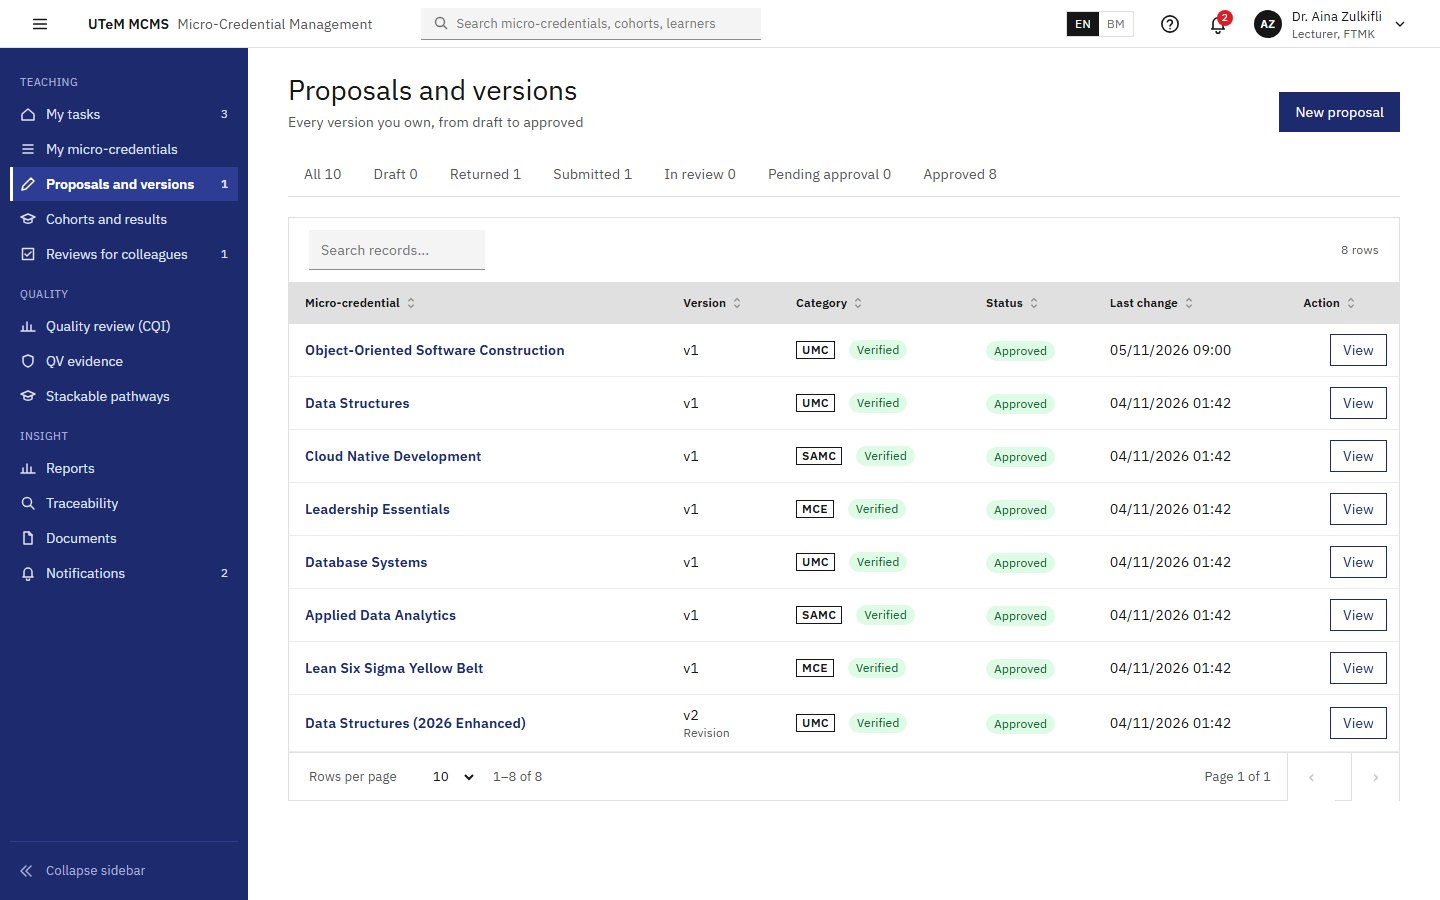 UTeM MCMS Micro-Credential Management
Search micro-credentials, cohorts, learners
EN BM
2
AZ
Dr. Aina Zulkifli
Lecturer, FTMK
TEACHING
My tasks 3
My micro-credentials
Proposals and versions 1
Cohorts and results
Reviews for colleagues 1
QUALITY
Quality review (CQI)
QV evidence
Stackable pathways
INSIGHT
Reports
Traceability
Documents
Notifications 2
Collapse sidebar
Proposals and versions
Every version you own, from draft to approved
New proposal
All 10 Draft 0 Returned 1 Submitted 1 In review 0 Pending approval 0 Approved 8
Search records... 8 rows
Micro-credential Version Category Status Last change Action
Object-Oriented Software Construction v1 UMC Verified Approved 05/11/2026 09:00 View
Data Structures v1 UMC Verified Approved 04/11/2026 01:42 View
Cloud Native Development v1 SAMC Verified Approved 04/11/2026 01:42 View
Leadership Essentials v1 MCE Verified Approved 04/11/2026 01:42 View
Database Systems v1 UMC Verified Approved 04/11/2026 01:42 View
Applied Data Analytics v1 SAMC Verified Approved 04/11/2026 01:42 View
Lean Six Sigma Yellow Belt v1 MCE Verified Approved 04/11/2026 01:42 View
Data Structures (2026 Enhanced) v2 UMC Verified Approved 04/11/2026 01:42 View
Revision
Rows per page 10 1–8 of 8 Page 1 of 1 ‹ ›